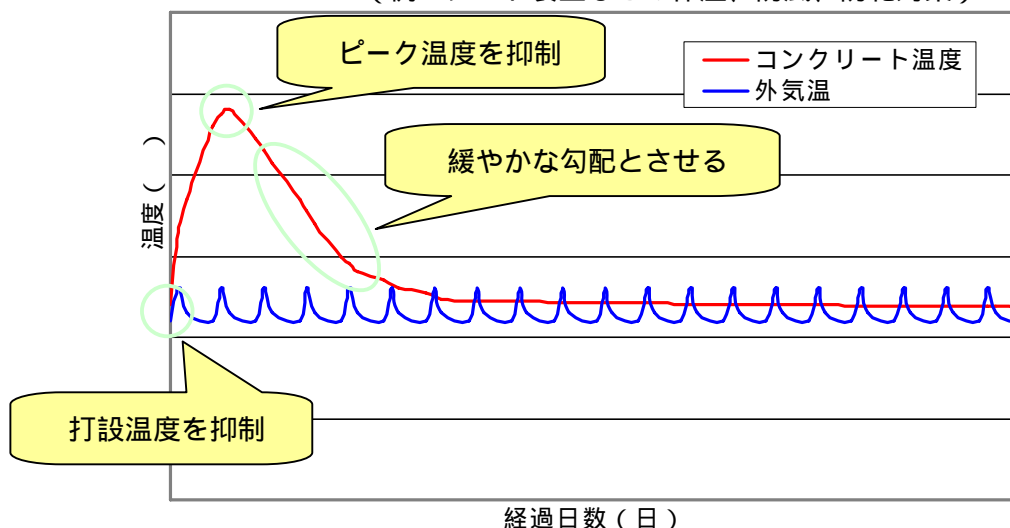 ピーク温度を抑制
コンクリート温度
外気温
緩やかな勾配とさせる
温度( )
打設温度を抑制
経過日数(日)